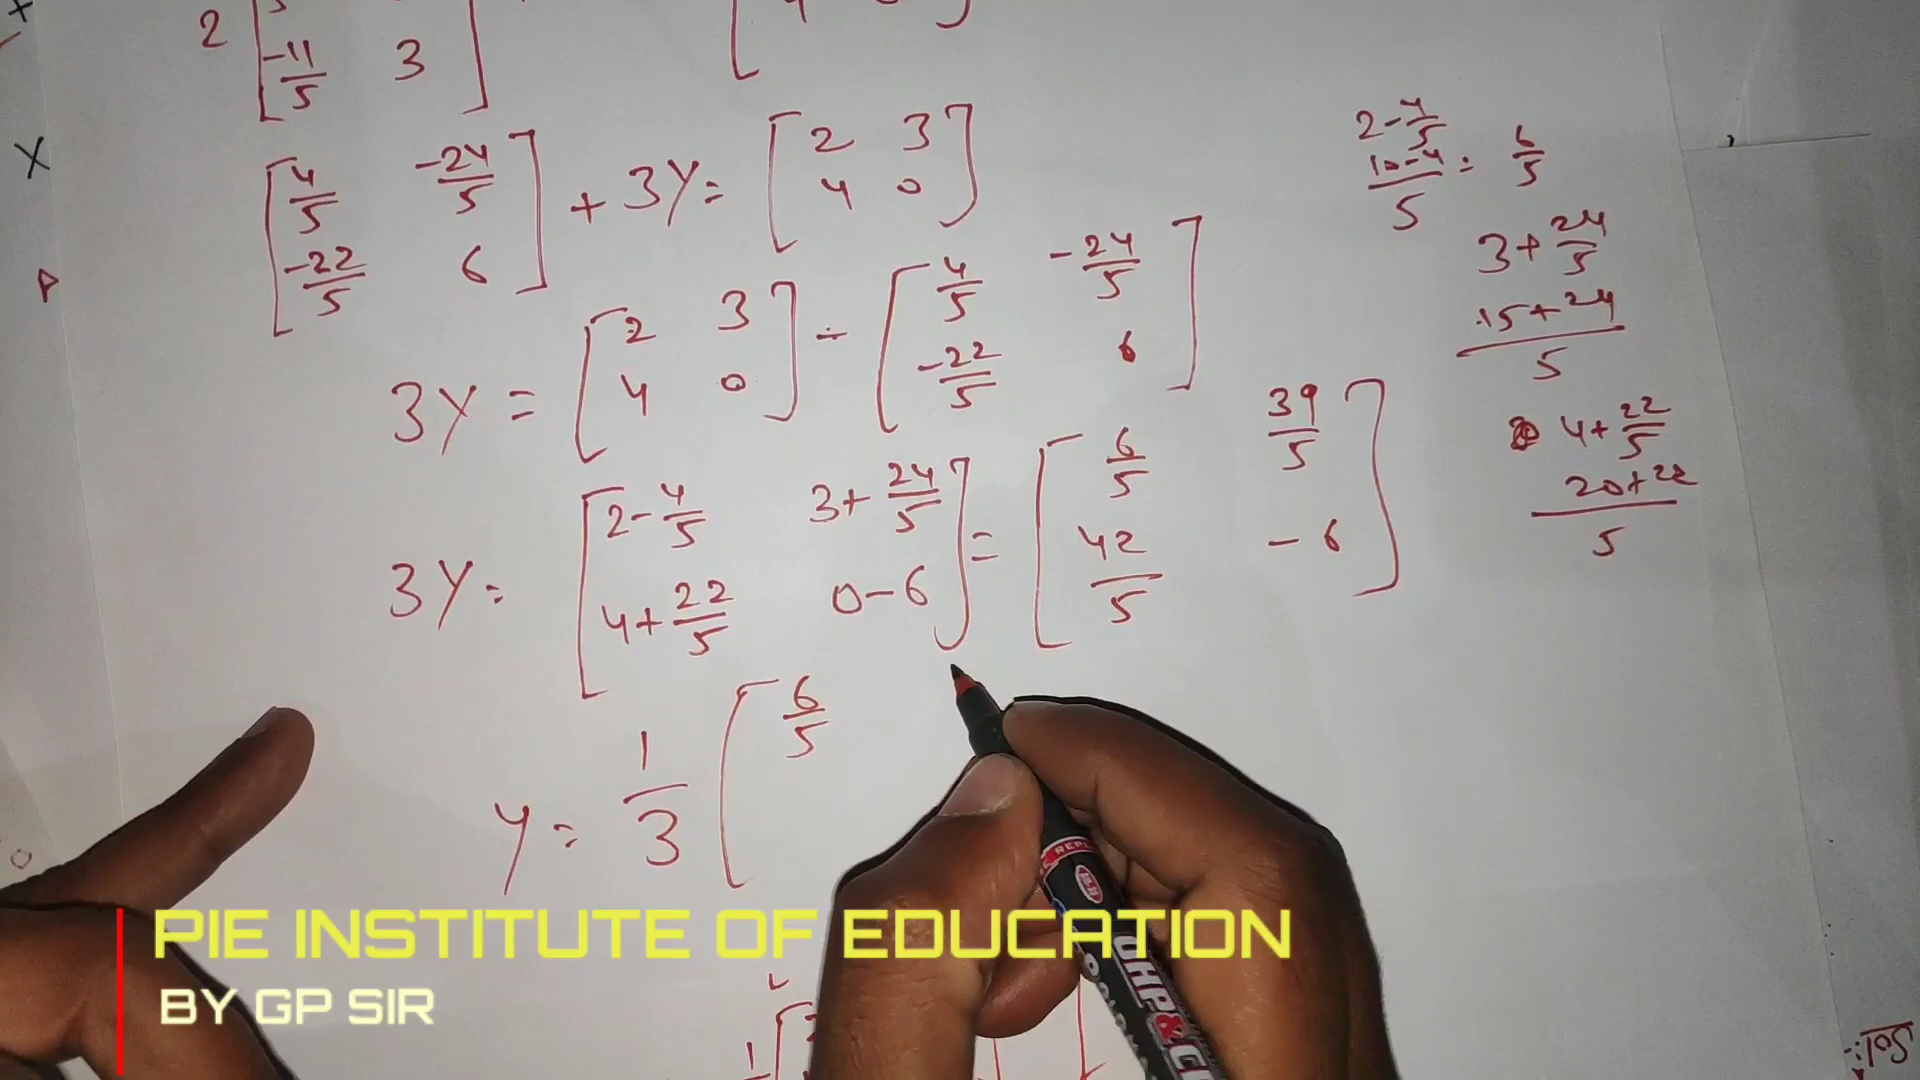 2 [ -11/5 3 ]
[ 4/5 -24/5 ; -22/5 6 ] + 3Y = [ 2 3 ; 4 0 ]
3Y = [ 2 3 ; 4 0 ] - [ 4/5 -24/5 ; -22/5 6 ]
3Y = [ 2-4/5 3+24/5 ; 4+22/5 0-6 ] = [ 6/5 39/5 ; 42/5 -6 ]
y = 1/3 [ 6/5
2-4/5
10-4/5 = 6/5
3+24/5
15+24/5
4+22/5
20+22/5
PIE INSTITUTE OF EDUCATION
BY GP SIR
Sol